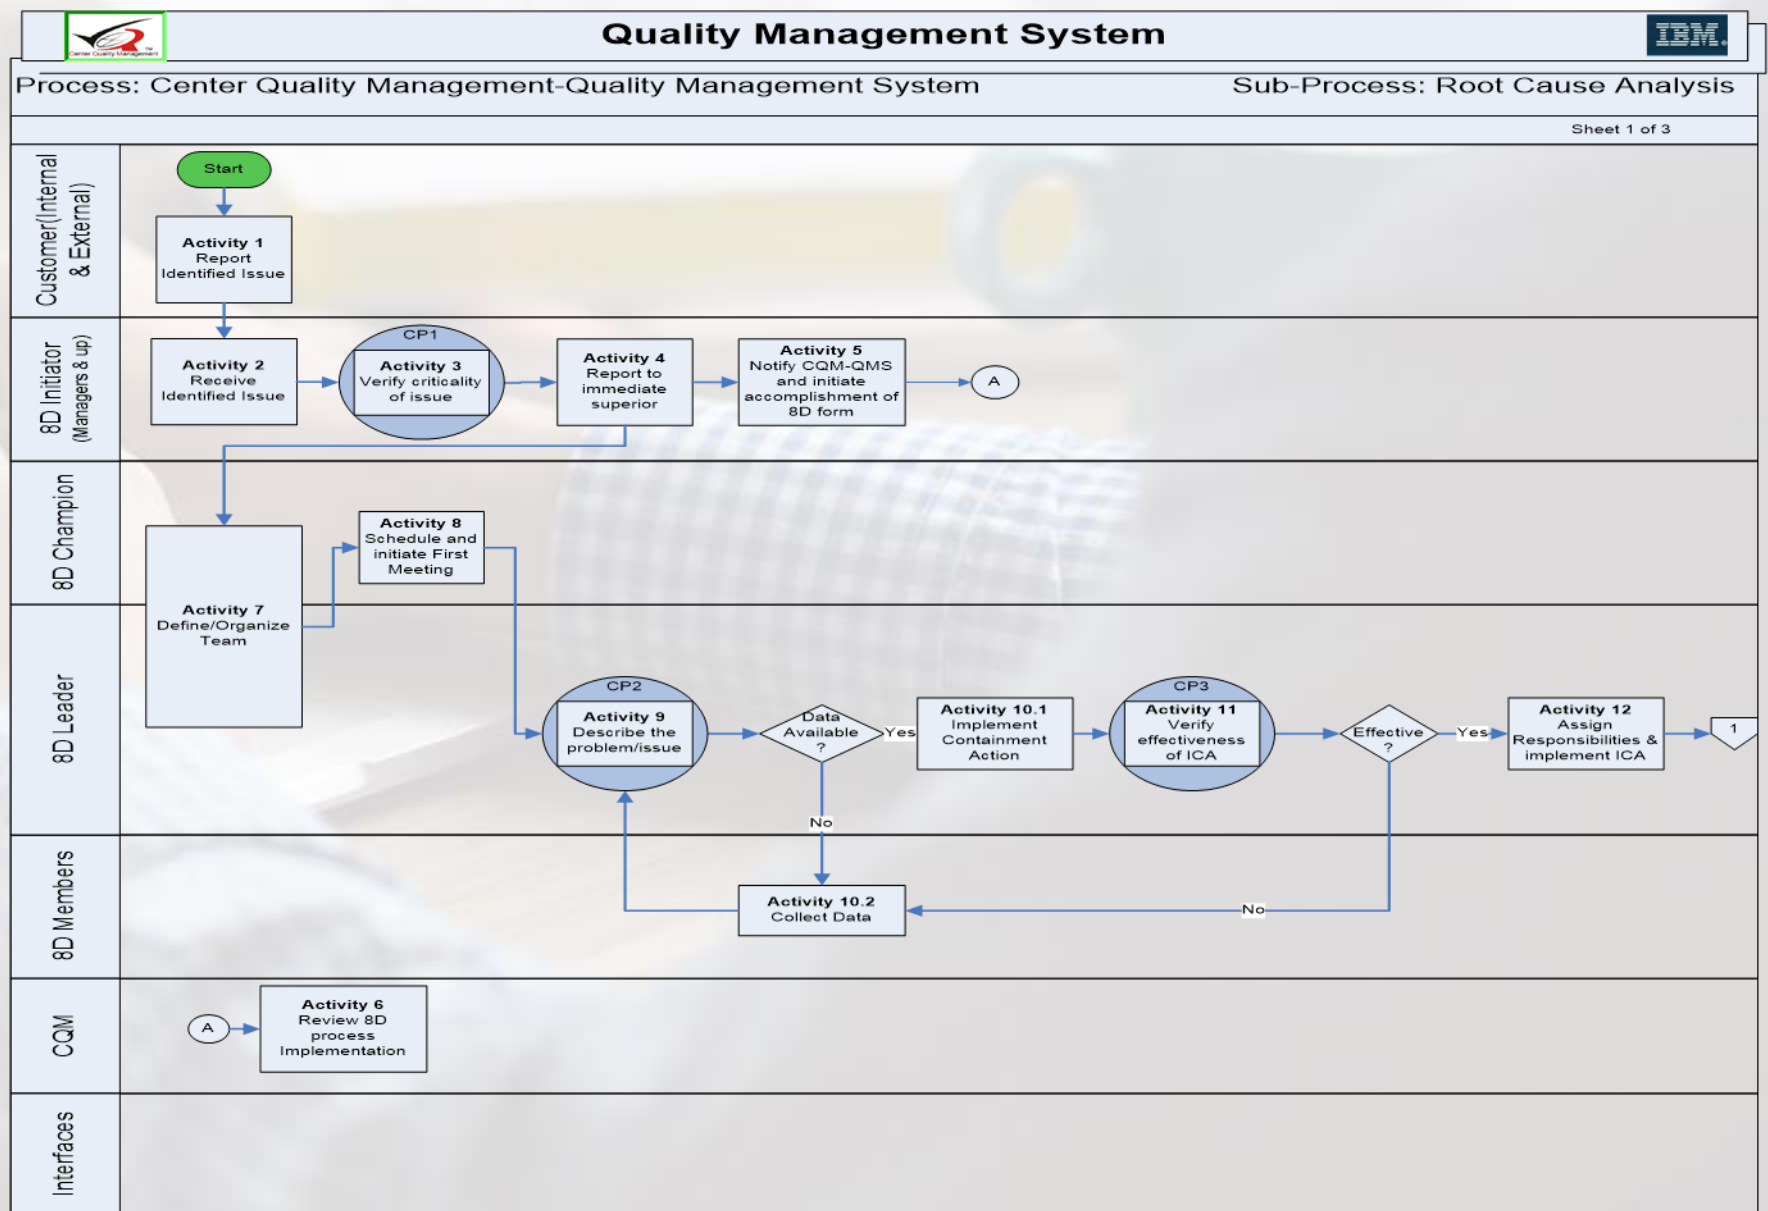 Quality Management System
Center Quality Management
TM
IBM
Process: Center Quality Management-Quality Management System
Sub-Process: Root Cause Analysis
Sheet 1 of 3
Customer(Internal
& External)
Start
Activity 1
Report
Identified Issue
8D Initiator
(Managers & up)
Activity 2
Receive
Identified Issue
CP1
Activity 3
Verify criticality
of issue
Activity 4
Report to
immediate
superior
Activity 5
Notify CQM-QMS
and initiate
accomplishment of
8D form
A
8D Champion
Activity 8
Schedule and
initiate First
Meeting
Activity 7
Define/Organize
Team
8D Leader
CP2
Activity 9
Describe the
problem/issue
Data
Available
?
Yes
No
Activity 10.1
Implement
Containment
Action
CP3
Activity 11
Verify
effectiveness
of ICA
Effective
?
Yes
No
Activity 12
Assign
Responsibilities &
implement ICA
1
8D Members
Activity 10.2
Collect Data
CQM
A
Activity 6
Review 8D
process
Implementation
Interfaces